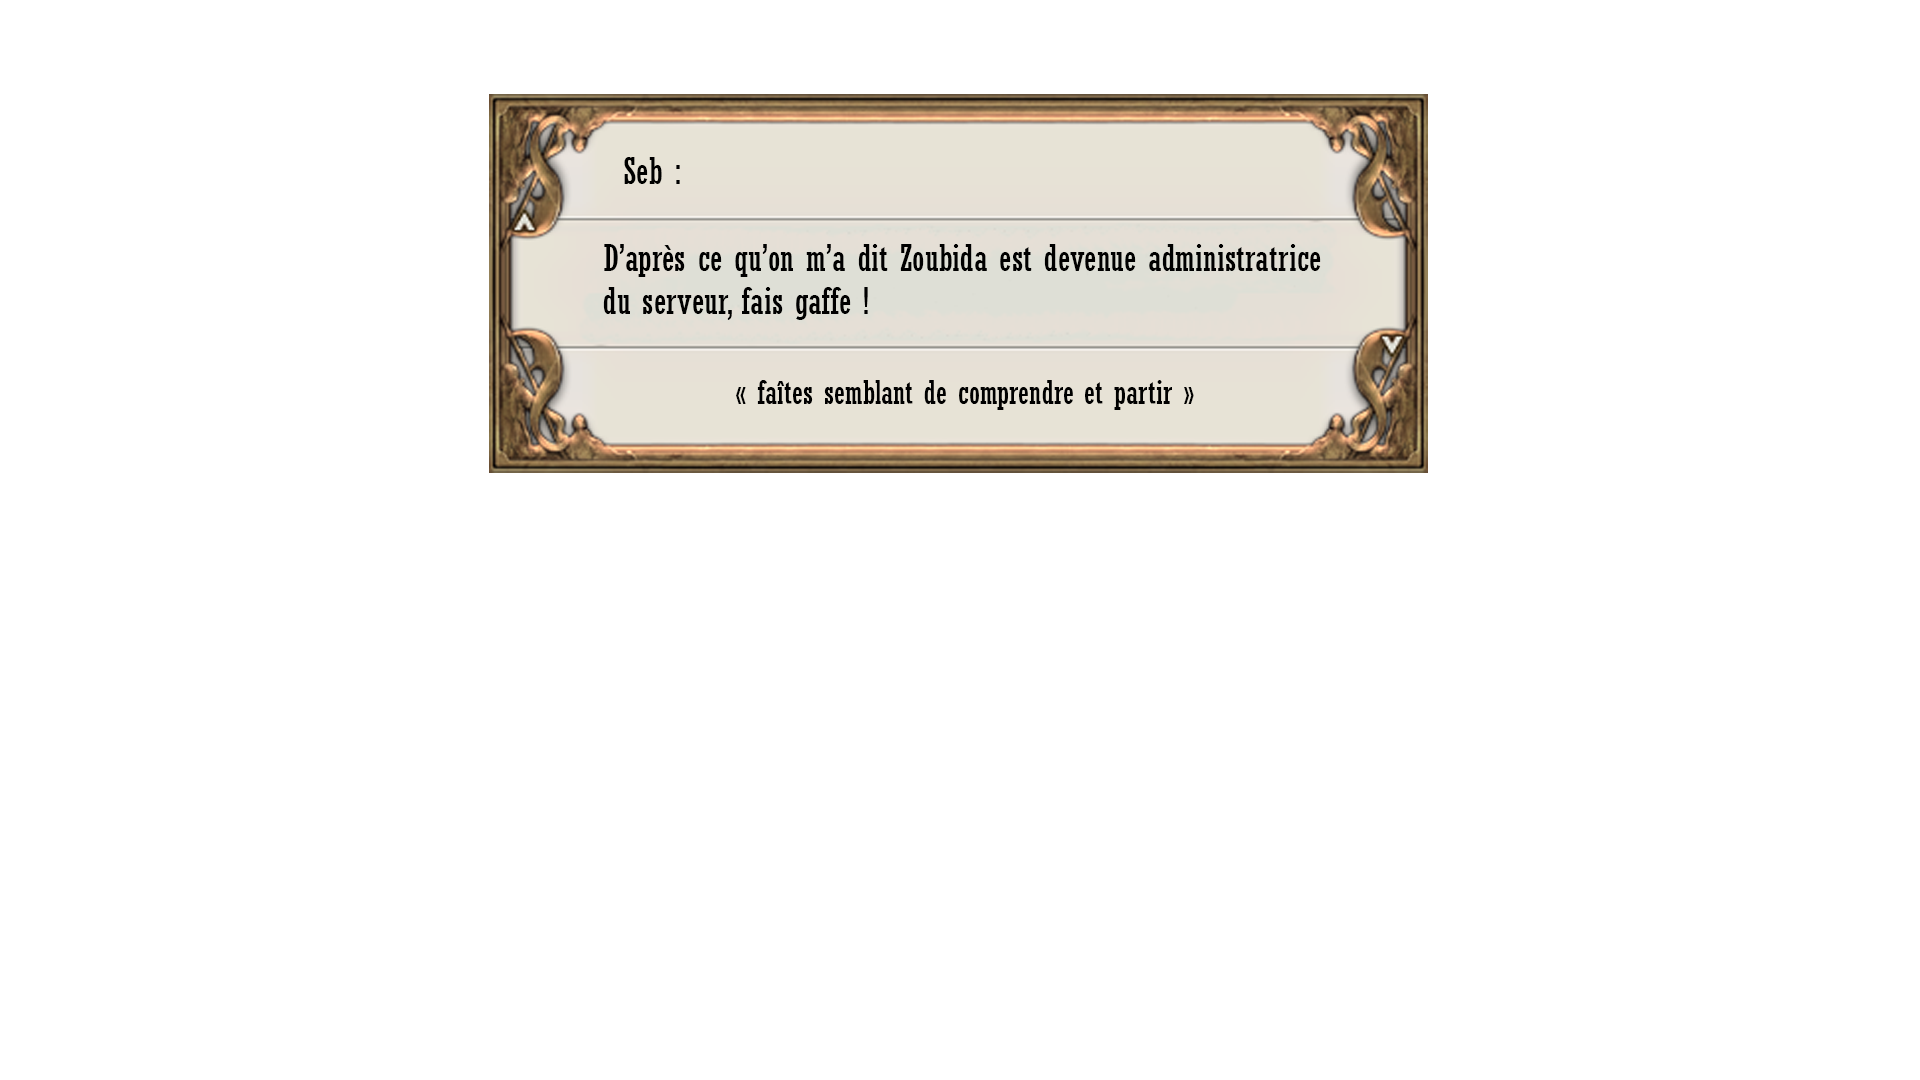 Seb :
D’après ce qu’on m’a dit Zoubida est devenue administratrice
du serveur, fais gaffe !
« faîtes semblant de comprendre et partir »